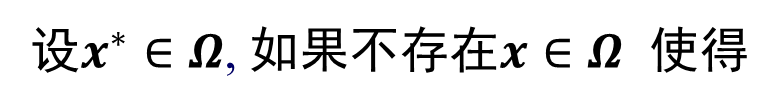 设x* ∈ Ω, 如果不存在x ∈ Ω 使得